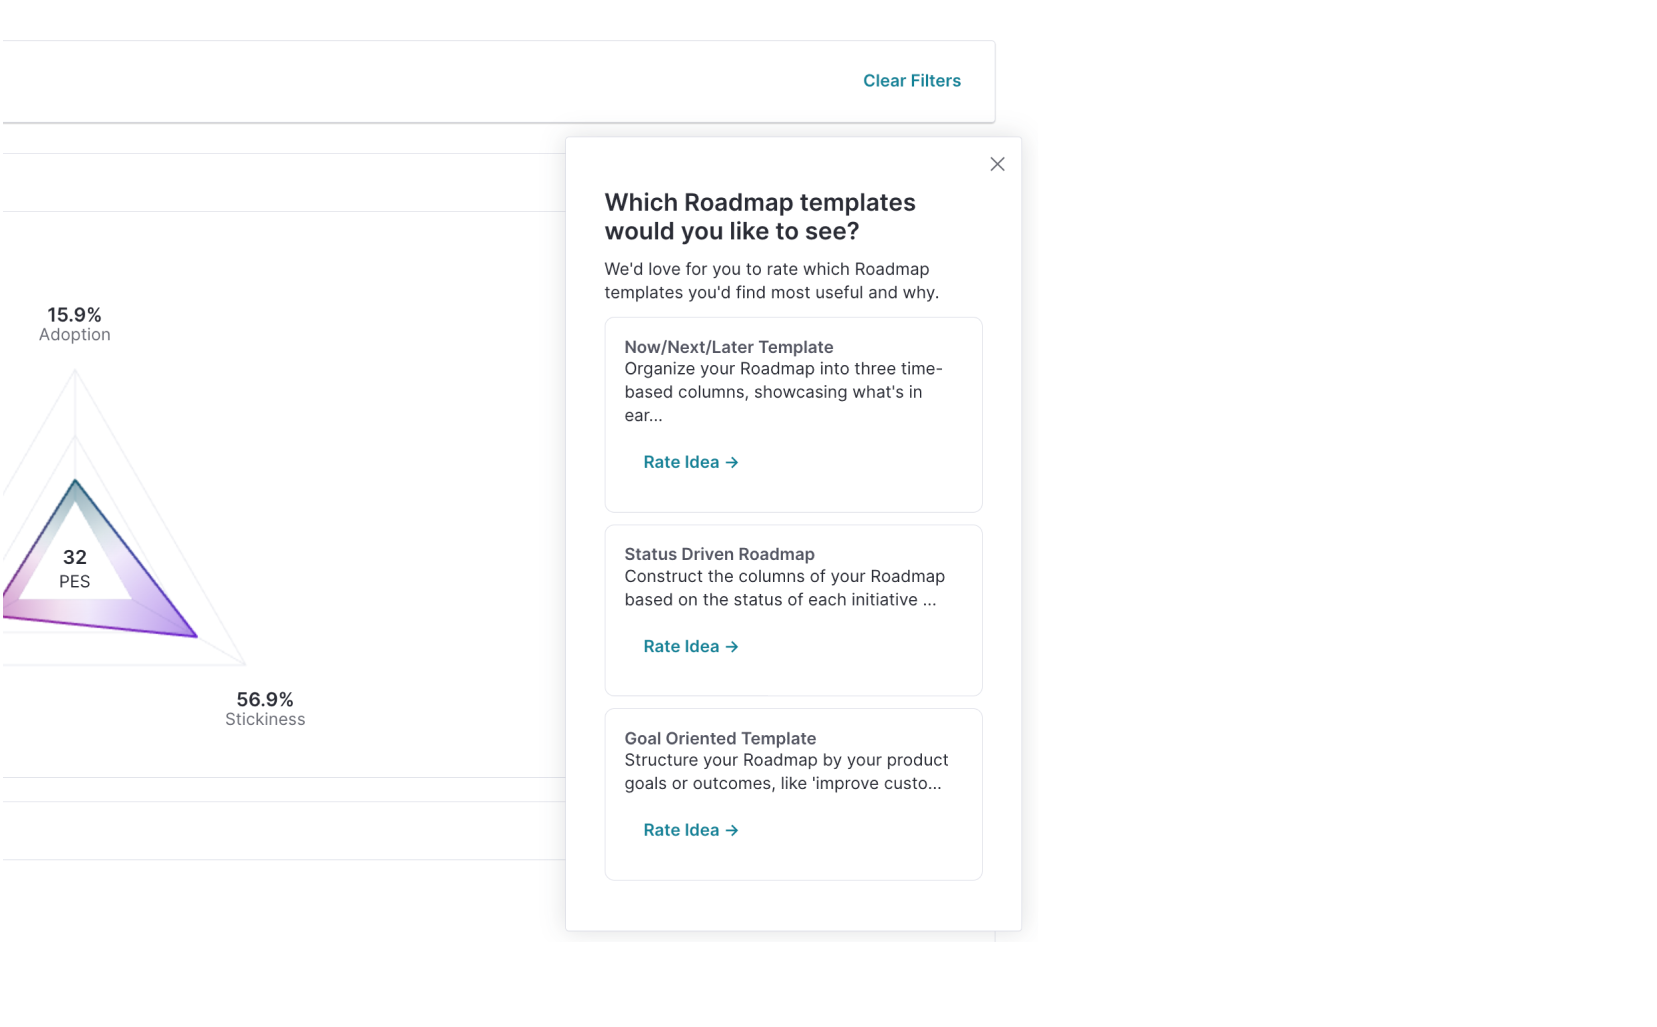 Clear Filters
15.9%
Adoption
32
PES
56.9%
Stickiness
Which Roadmap templates
would you like to see?
We'd love for you to rate which Roadmap
templates you'd find most useful and why.
Now/Next/Later Template
Organize your Roadmap into three time-
based columns, showcasing what's in
ear...
Rate Idea →
Status Driven Roadmap
Construct the columns of your Roadmap
based on the status of each initiative ...
Rate Idea →
Goal Oriented Template
Structure your Roadmap by your product
goals or outcomes, like 'improve custo...
Rate Idea →